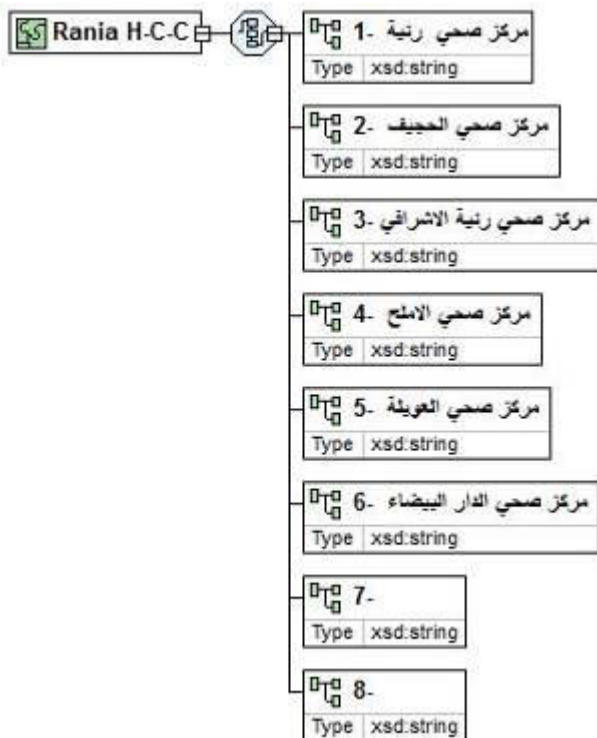 Rania H-C-C
1- مركز صحي رنية
Type xsd:string
2- مركز صحي الحجيف
Type xsd:string
3- مركز صحي رنية الاشرافي
Type xsd:string
4- مركز صحي الاملح
Type xsd:string
5- مركز صحي العويلة
Type xsd:string
6- مركز صحي الدار البيضاء
Type xsd:string
7-
Type xsd:string
8-
Type xsd:string